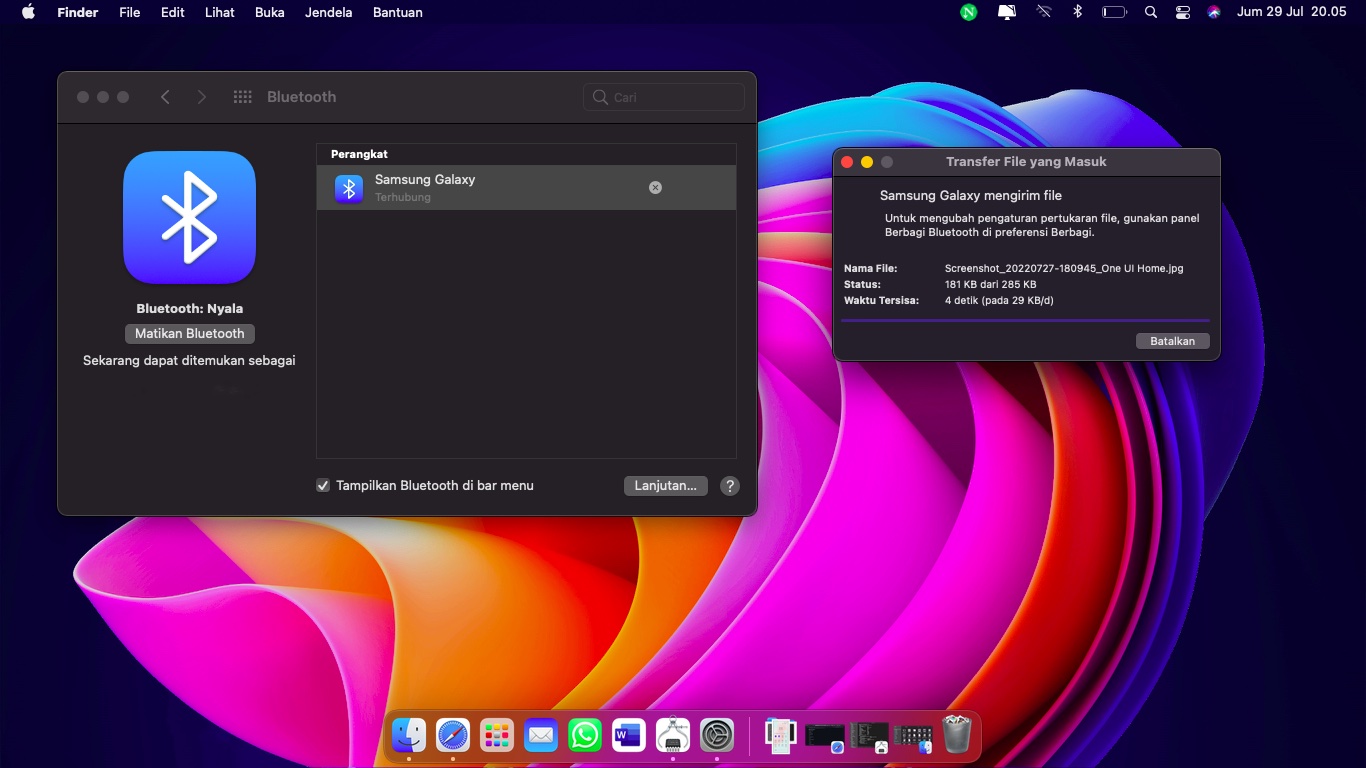 Finder File Edit Lihat Buka Jendela Bantuan
N
Jum 29 Jul 20.05
Bluetooth
Cari
Perangkat
Samsung Galaxy
Terhubung
Bluetooth: Nyala
Matikan Bluetooth
Sekarang dapat ditemukan sebagai
Tampilkan Bluetooth di bar menu
Lanjutan...
?
Transfer File yang Masuk
Samsung Galaxy mengirim file
Untuk mengubah pengaturan pertukaran file, gunakan panel
Berbagi Bluetooth di preferensi Berbagi.
Nama File: Screenshot_20220727-180945_One UI Home.jpg
Status: 181 KB dari 285 KB
Waktu Tersisa: 4 detik (pada 29 KB/d)
Batalkan
W